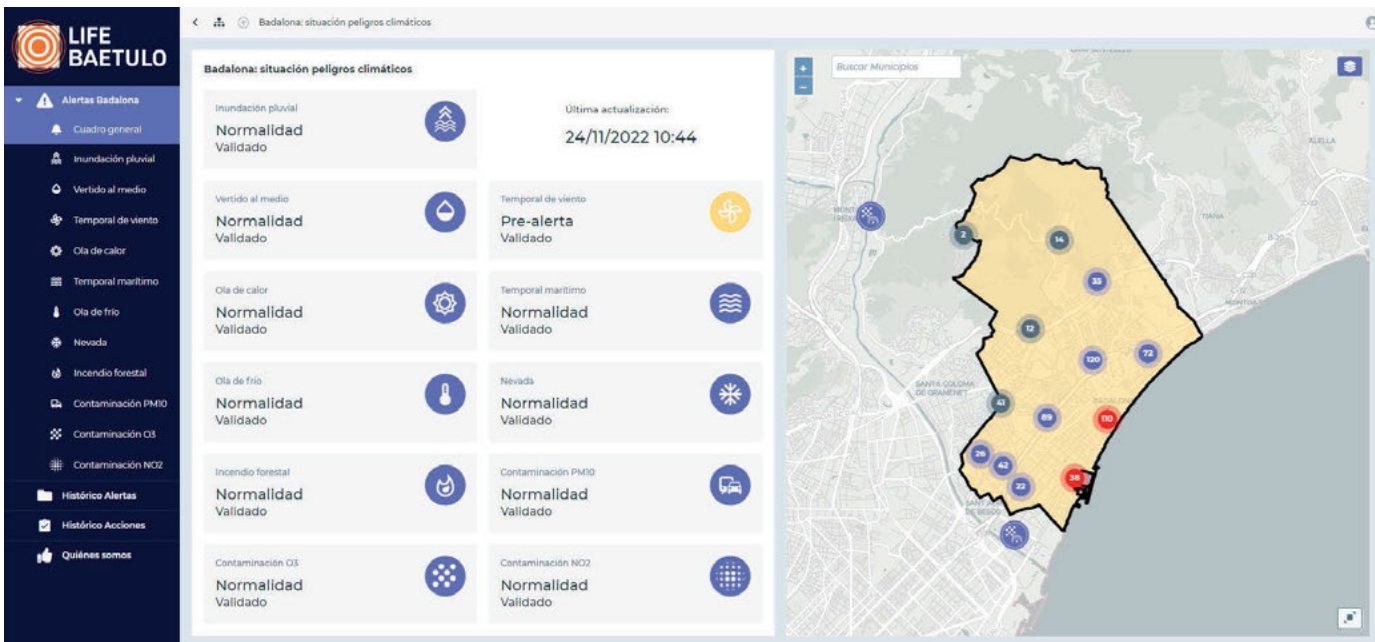 LIFE
BAETULO
Alertas Badalona
Cuadro general
Inundación pluvial
Vertido al medio
Temporal de viento
Ola de calor
Temporal marítimo
Ola de frío
Nevada
Incendio forestal
Contaminación PM10
Contaminación O3
Contaminación NO2
Histórico Alertas
Histórico Acciones
Quiénes somos
Badalona: situación peligros climáticos
Badalona: situación peligros climáticos
Inundación pluvial
Normalidad
Validado
Última actualización:
24/11/2022 10:44
Vertido al medio
Normalidad
Validado
Temporal de viento
Pre-alerta
Validado
Ola de calor
Normalidad
Validado
Temporal marítimo
Normalidad
Validado
Ola de frío
Normalidad
Validado
Nevada
Normalidad
Validado
Incendio forestal
Normalidad
Validado
Contaminación PM10
Normalidad
Validado
Contaminación O3
Normalidad
Validado
Contaminación NO2
Normalidad
Validado
+
Buscar Municipios
−
ALELLA
TIANA
2
14
35
12
120
72
SANTA COLOMA
DE GRAMENET
41
BADALONA
89
110
26
42
22
38